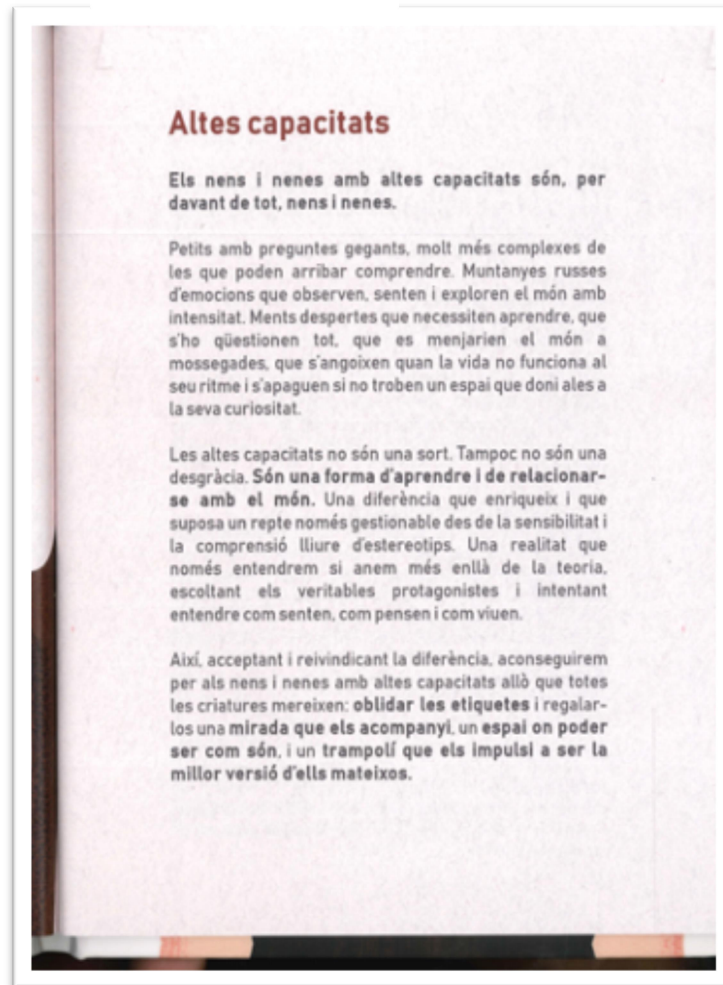 Altes capacitats
Els nens i nenes amb altes capacitats són, per
davant de tot, nens i nenes.
Petits amb preguntes gegants, molt més complexes de
les que poden arribar comprendre. Muntanyes russes
d'emocions que observen, senten i exploren el món amb
intensitat. Ments despertes que necessiten aprendre, que
s'ho qüestionen tot, que es menjarien el món a
mossegades, que s'angoixen quan la vida no funciona al
seu ritme i s'apaguen si no troben un espai que doni ales a
la seva curiositat.
Les altes capacitats no són una sort. Tampoc no són una
desgràcia. Són una forma d'aprendre i de relacionar-
se amb el món. Una diferència que enriqueix i que
suposa un repte només gestionable des de la sensibilitat i
la comprensió lliure d'estereotips. Una realitat que
només entendrem si anem més enllà de la teoria,
escoltant els veritables protagonistes i intentant
entendre com senten, com pensen i com viuen.
Així, acceptant i reivindicant la diferència, aconseguirem
per als nens i nenes amb altes capacitats allò que totes
les criatures mereixen: oblidar les etiquetes i regalar-
los una mirada que els acompanyi, un espai on poder
ser com són, i un trampolí que els impulsi a ser la
millor versió d'ells mateixos.